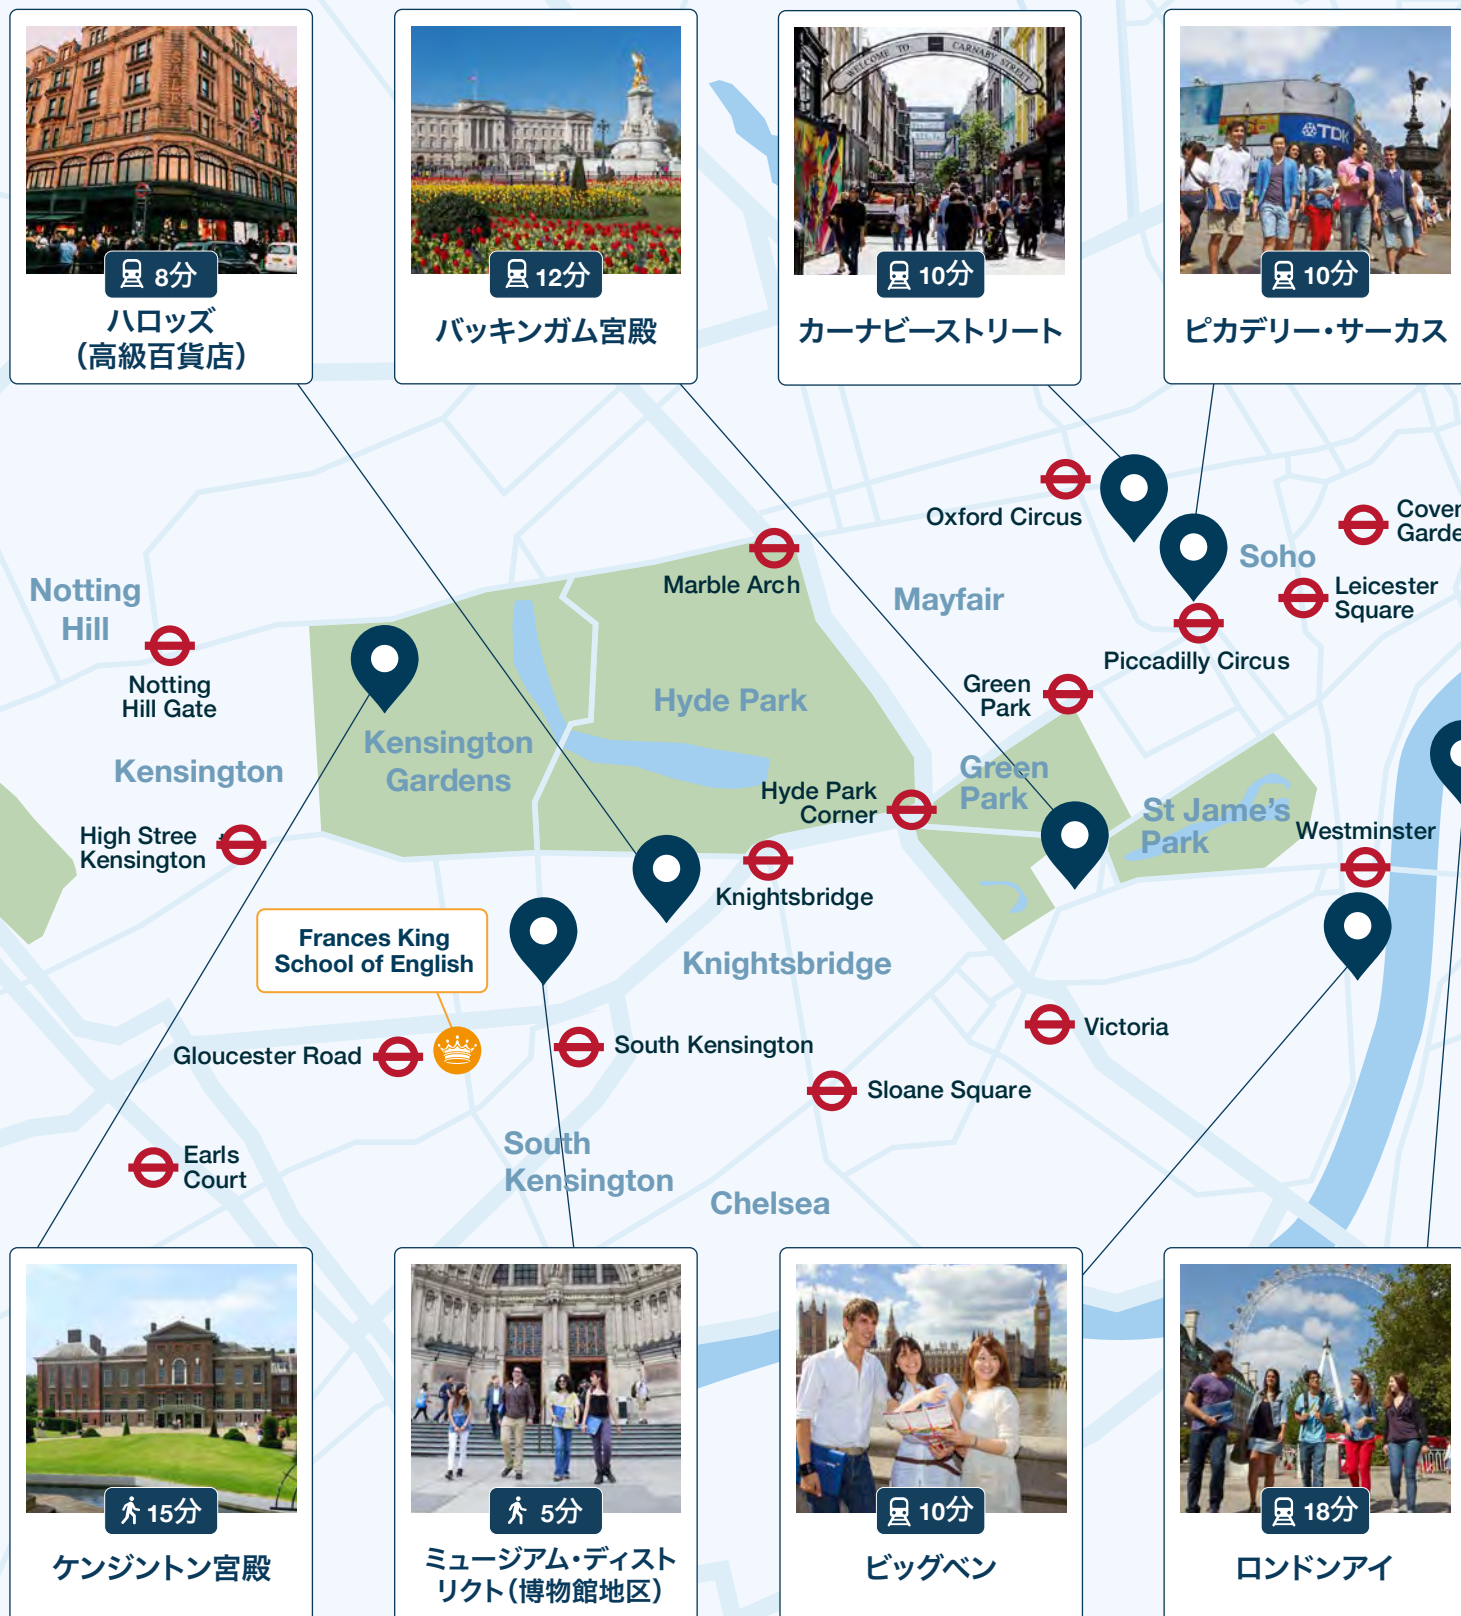 WELCOME TO CARNABY STREET
TDK
8分
ハロッズ
（高級百貨店）
12分
バッキンガム宮殿
10分
カーナビーストリート
10分
ピカデリー・サーカス
Oxford Circus
Cover
Garde
Soho
Marble Arch
Leicester
Square
Mayfair
Notting
Hill
Piccadilly Circus
Notting
Hill Gate
Green
Park
Hyde Park
Kensington
Gardens
Kensington
Green
Park
Hyde Park
Corner
St Jame's
Park
Westminster
High Stree
Kensington
Knightsbridge
Frances King
School of English
Knightsbridge
Victoria
South Kensington
Gloucester Road
Sloane Square
South
Kensington
Earls
Court
Chelsea
15分
ケンジントン宮殿
5分
ミュージアム・ディスト
リクト（博物館地区）
10分
ビッグベン
18分
ロンドンアイ